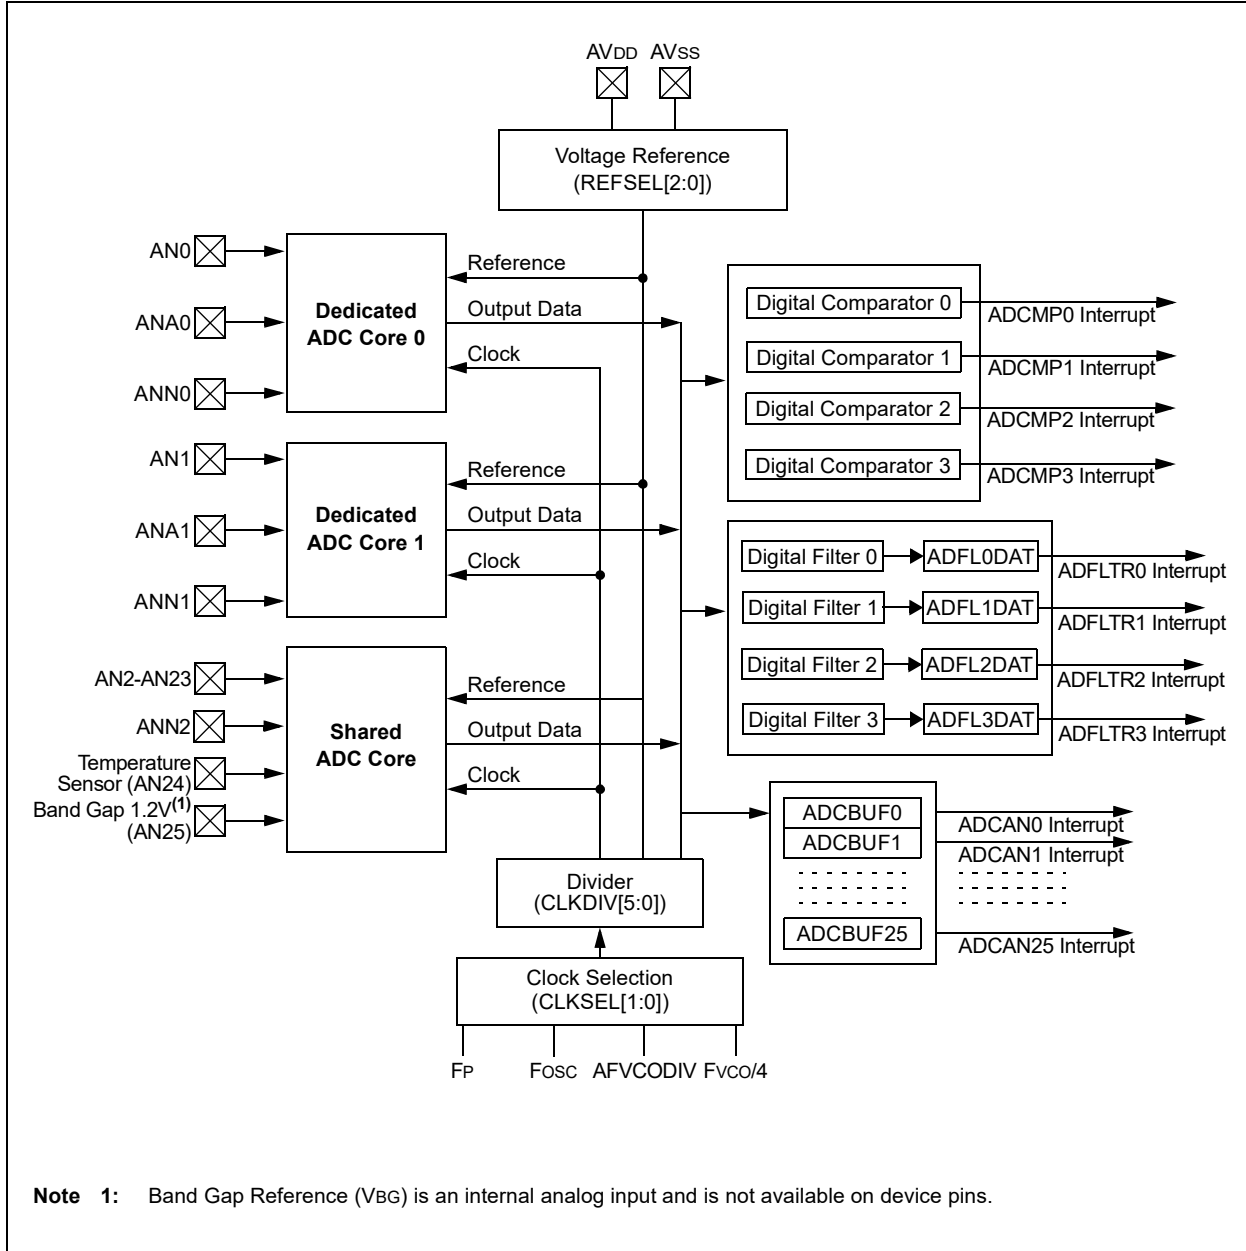 AVDD AVSS
Voltage Reference
(REFSEL[2:0])
AN0
ANA0
ANN0
Dedicated
ADC Core 0
Reference
Output Data
Clock
AN1
ANA1
ANN1
Dedicated
ADC Core 1
Reference
Output Data
Clock
AN2-AN23
ANN2
Temperature
Sensor (AN24)
Band Gap 1.2V(1)
(AN25)
Shared
ADC Core
Reference
Output Data
Clock
Digital Comparator 0
ADCMP0 Interrupt
Digital Comparator 1
ADCMP1 Interrupt
Digital Comparator 2
ADCMP2 Interrupt
Digital Comparator 3
ADCMP3 Interrupt
Digital Filter 0 ADFL0DAT
ADFLTR0 Interrupt
Digital Filter 1 ADFL1DAT
ADFLTR1 Interrupt
Digital Filter 2 ADFL2DAT
ADFLTR2 Interrupt
Digital Filter 3 ADFL3DAT
ADFLTR3 Interrupt
ADCBUF0
ADCAN0 Interrupt
ADCBUF1
ADCAN1 Interrupt
ADCBUF25
ADCAN25 Interrupt
Divider
(CLKDIV[5:0])
Clock Selection
(CLKSEL[1:0])
FP FOSC AFVCODIV FVCO/4
Note 1: Band Gap Reference (VBG) is an internal analog input and is not available on device pins.